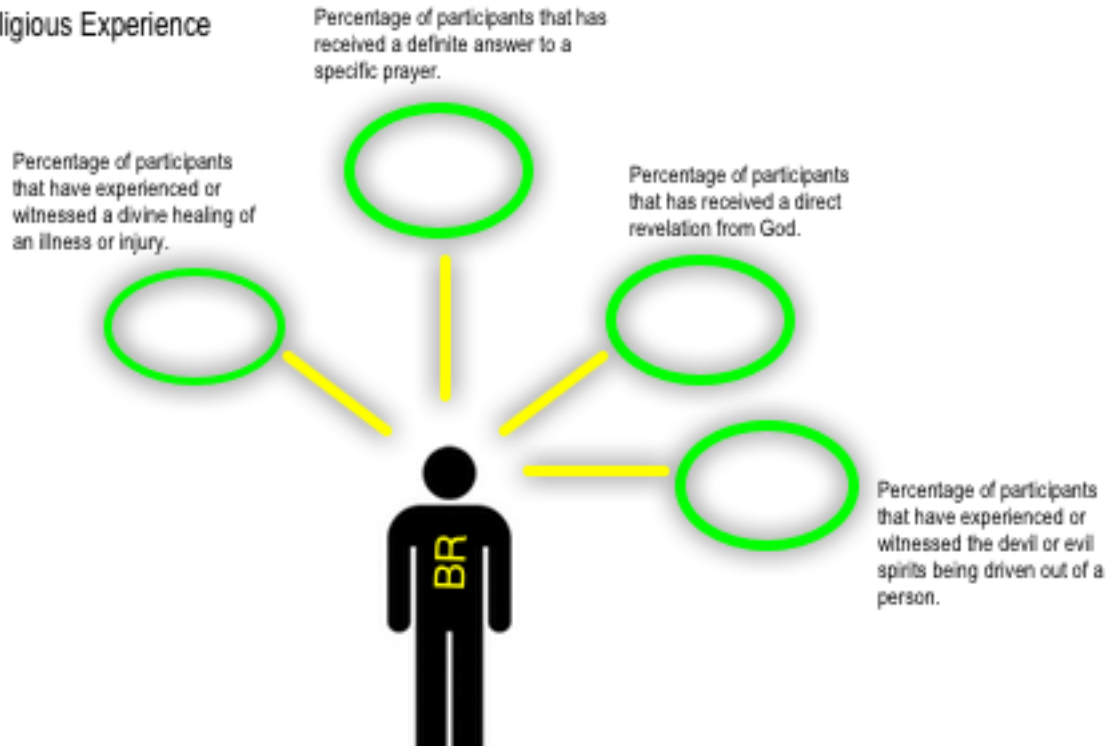 ligious Experience
Percentage of participants that has
received a definite answer to a
specific prayer.
Percentage of participants
that have experienced or
witnessed a divine healing of
an illness or injury.
Percentage of participants
that has received a direct
revelation from God.
Percentage of participants
that have experienced or
witnessed the devil or evil
spirits being driven out of a
person.
BR